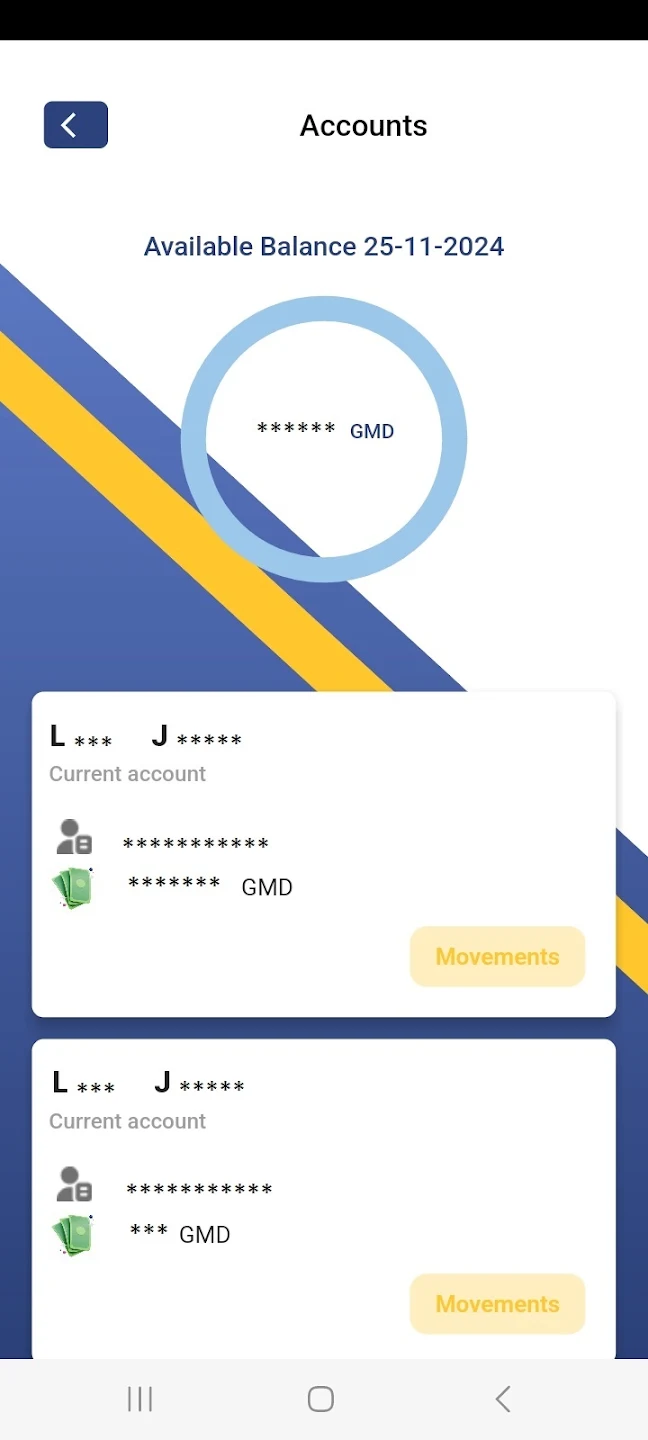 Accounts
Available Balance 25-11-2024
****** GMD
L *** J *****
Current account
***********
******* GMD
Movements
L *** J *****
Current account
***********
*** GMD
Movements